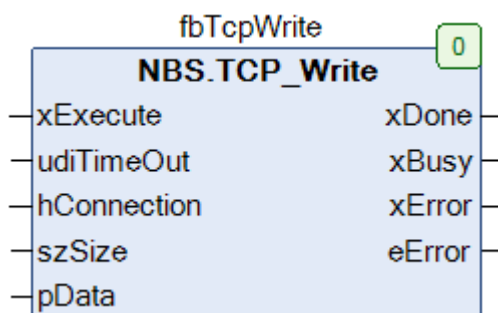 fbTcpWrite
0
NBS.TCP_Write
xExecute xDone
udiTimeOut xBusy
hConnection xError
szSize eError
pData